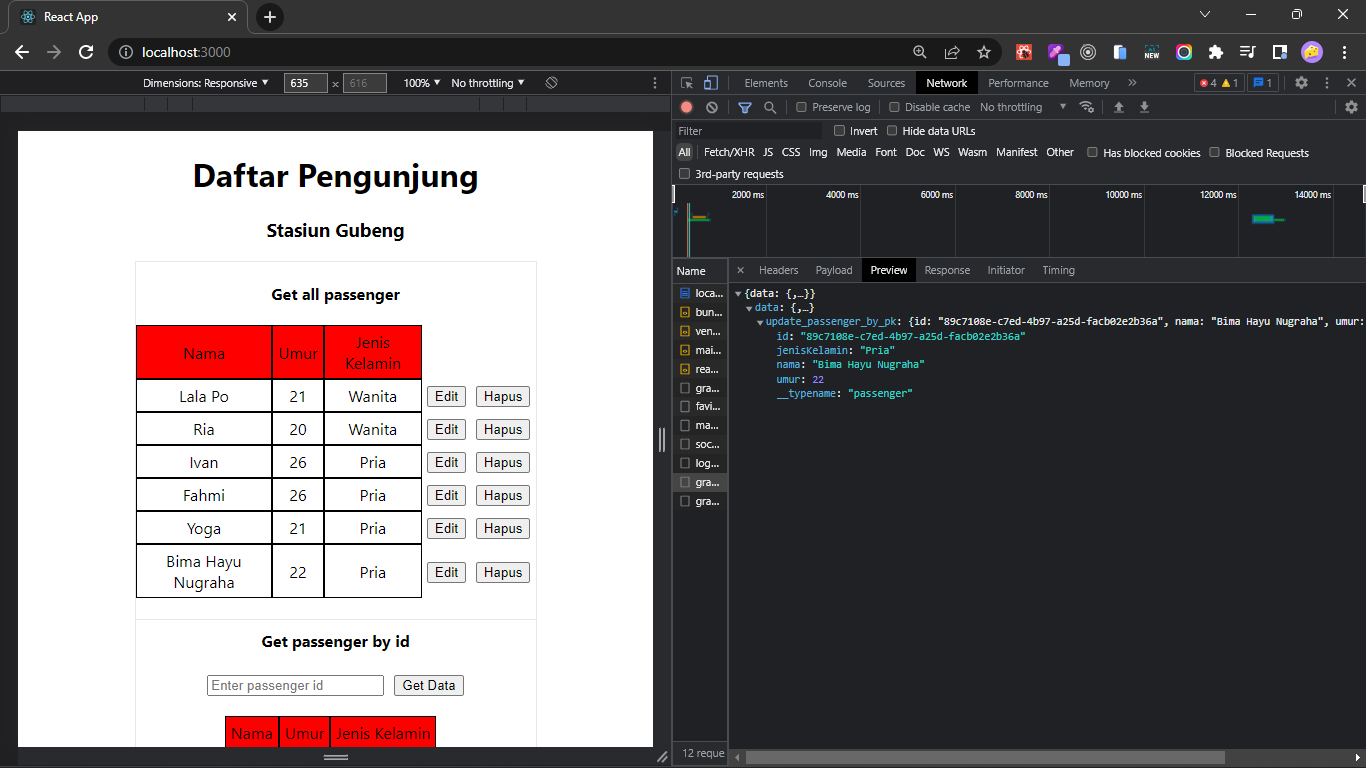 React App
localhost:3000
Dimensions: Responsive ▼ 635 × 616 100% ▼ No throttling ▼
Elements Console Sources Network Performance Memory » 4 1 1
Preserve log Disable cache No throttling ▼
Filter Invert Hide data URLs
All Fetch/XHR JS CSS Img Media Font Doc WS Wasm Manifest Other Has blocked cookies Blocked Requests
3rd-party requests
2000 ms 4000 ms 6000 ms 8000 ms 10000 ms 12000 ms 14000 ms
Daftar Pengunjung
Stasiun Gubeng
Get all passenger
Nama Umur Jenis Kelamin
Lala Po 21 Wanita Edit Hapus
Ria 20 Wanita Edit Hapus
Ivan 26 Pria Edit Hapus
Fahmi 26 Pria Edit Hapus
Yoga 21 Pria Edit Hapus
Bima Hayu Nugraha 22 Pria Edit Hapus
Get passenger by id
Enter passenger id Get Data
Nama Umur Jenis Kelamin
Name
loca...
bun...
ven...
mai...
rea...
gra...
favi...
ma...
soc...
log...
gra...
gra...
12 reque
× Headers Payload Preview Response Initiator Timing
▼{data: {,…}}
▼data: {,…}
▼update_passenger_by_pk: {id: "89c7108e-c7ed-4b97-a25d-facb02e2b36a", nama: "Bima Hayu Nugraha", umur:
id: "89c7108e-c7ed-4b97-a25d-facb02e2b36a"
jenisKelamin: "Pria"
nama: "Bima Hayu Nugraha"
umur: 22
__typename: "passenger"